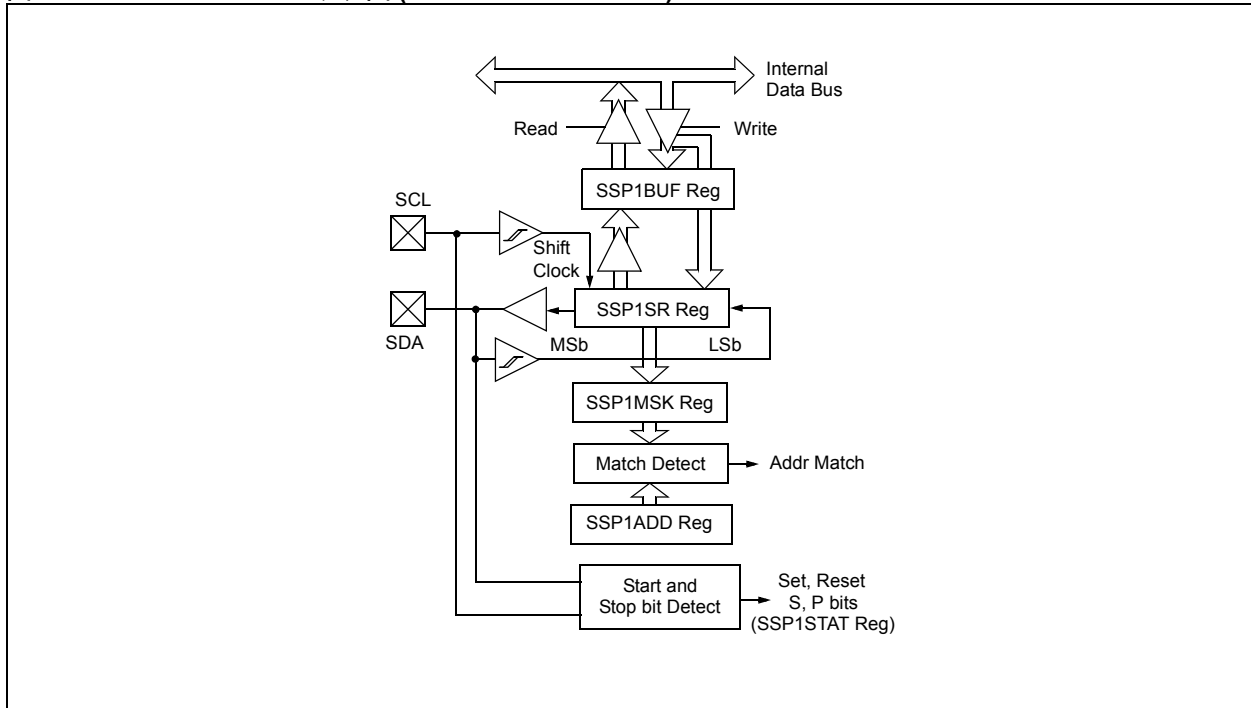 Internal
Data Bus
Read
Write
SSP1BUF Reg
SCL
Shift
Clock
SSP1SR Reg
SDA
MSb
LSb
SSP1MSK Reg
Match Detect
Addr Match
SSP1ADD Reg
Start and
Stop bit Detect
Set, Reset
S, P bits
(SSP1STAT Reg)